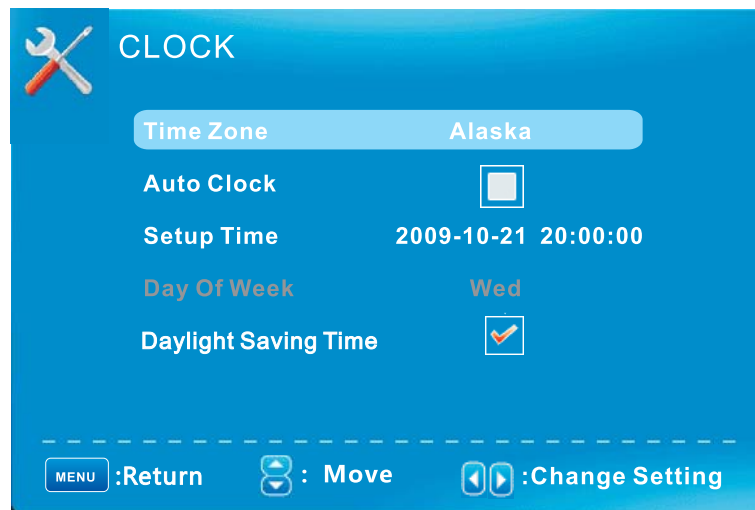 CLOCK
Time Zone Alaska
Auto Clock
Setup Time 2009-10-21 20:00:00
Day Of Week Wed
Daylight Saving Time
MENU :Return : Move :Change Setting